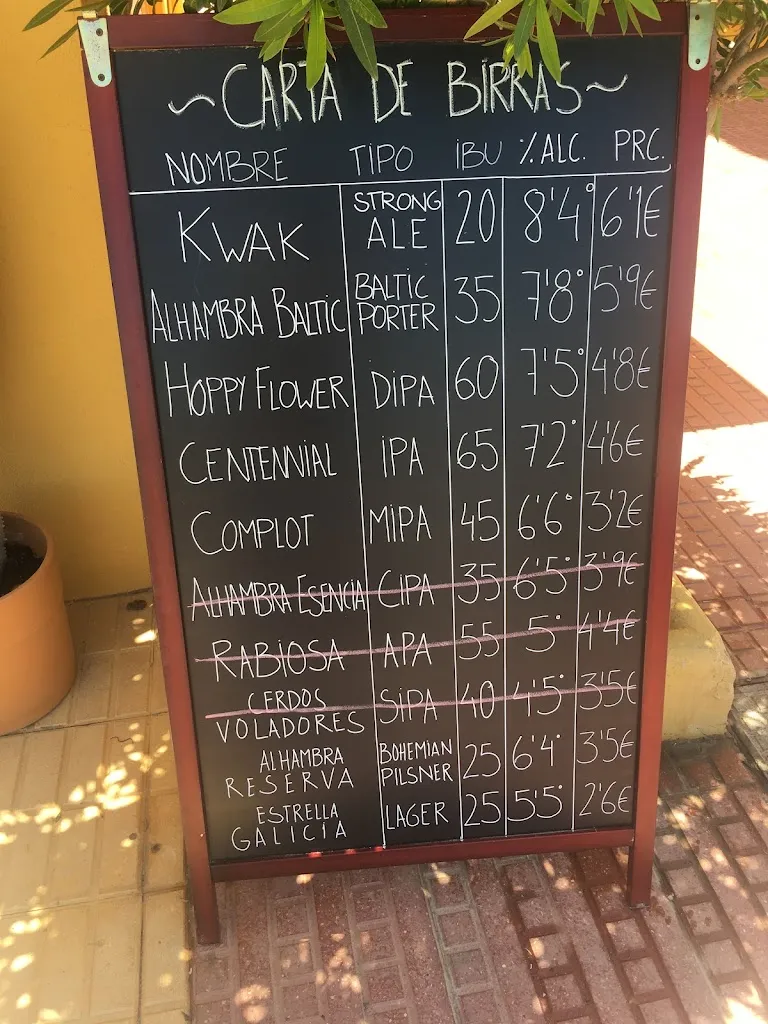 ~CARTA DE BIRRAS~
NOMBRE TIPO IBU %ALC. PRC.
KWAK STRONG ALE 20 8'4° 6'1€
ALHAMBRA BALTIC BALTIC PORTER 35 7'8° 5'9€
HOPPY FLOWER DIPA 60 7'5° 4'8€
CENTENNIAL IPA 65 7'2° 4'6€
COMPLOT MIPA 45 6'6° 3'2€
ALHAMBRA ESENCIA CIPA 35 6'5° 3'9€
RABIOSA APA 55 5° 4'4€
CERDOS VOLADORES SIPA 40 4'5° 3'5€
ALHAMBRA RESERVA BOHEMIAN PILSNER 25 6'4° 3'5€
ESTRELLA GALICIA LAGER 25 5'5° 2'6€